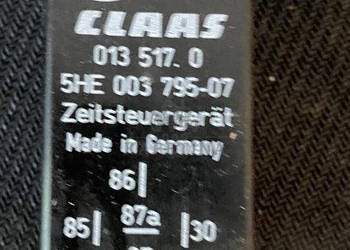 CLAAS
013 517. 0
5HE 003 795-07
Zeitsteuergerät
Made in Germany
86
85 87a 30